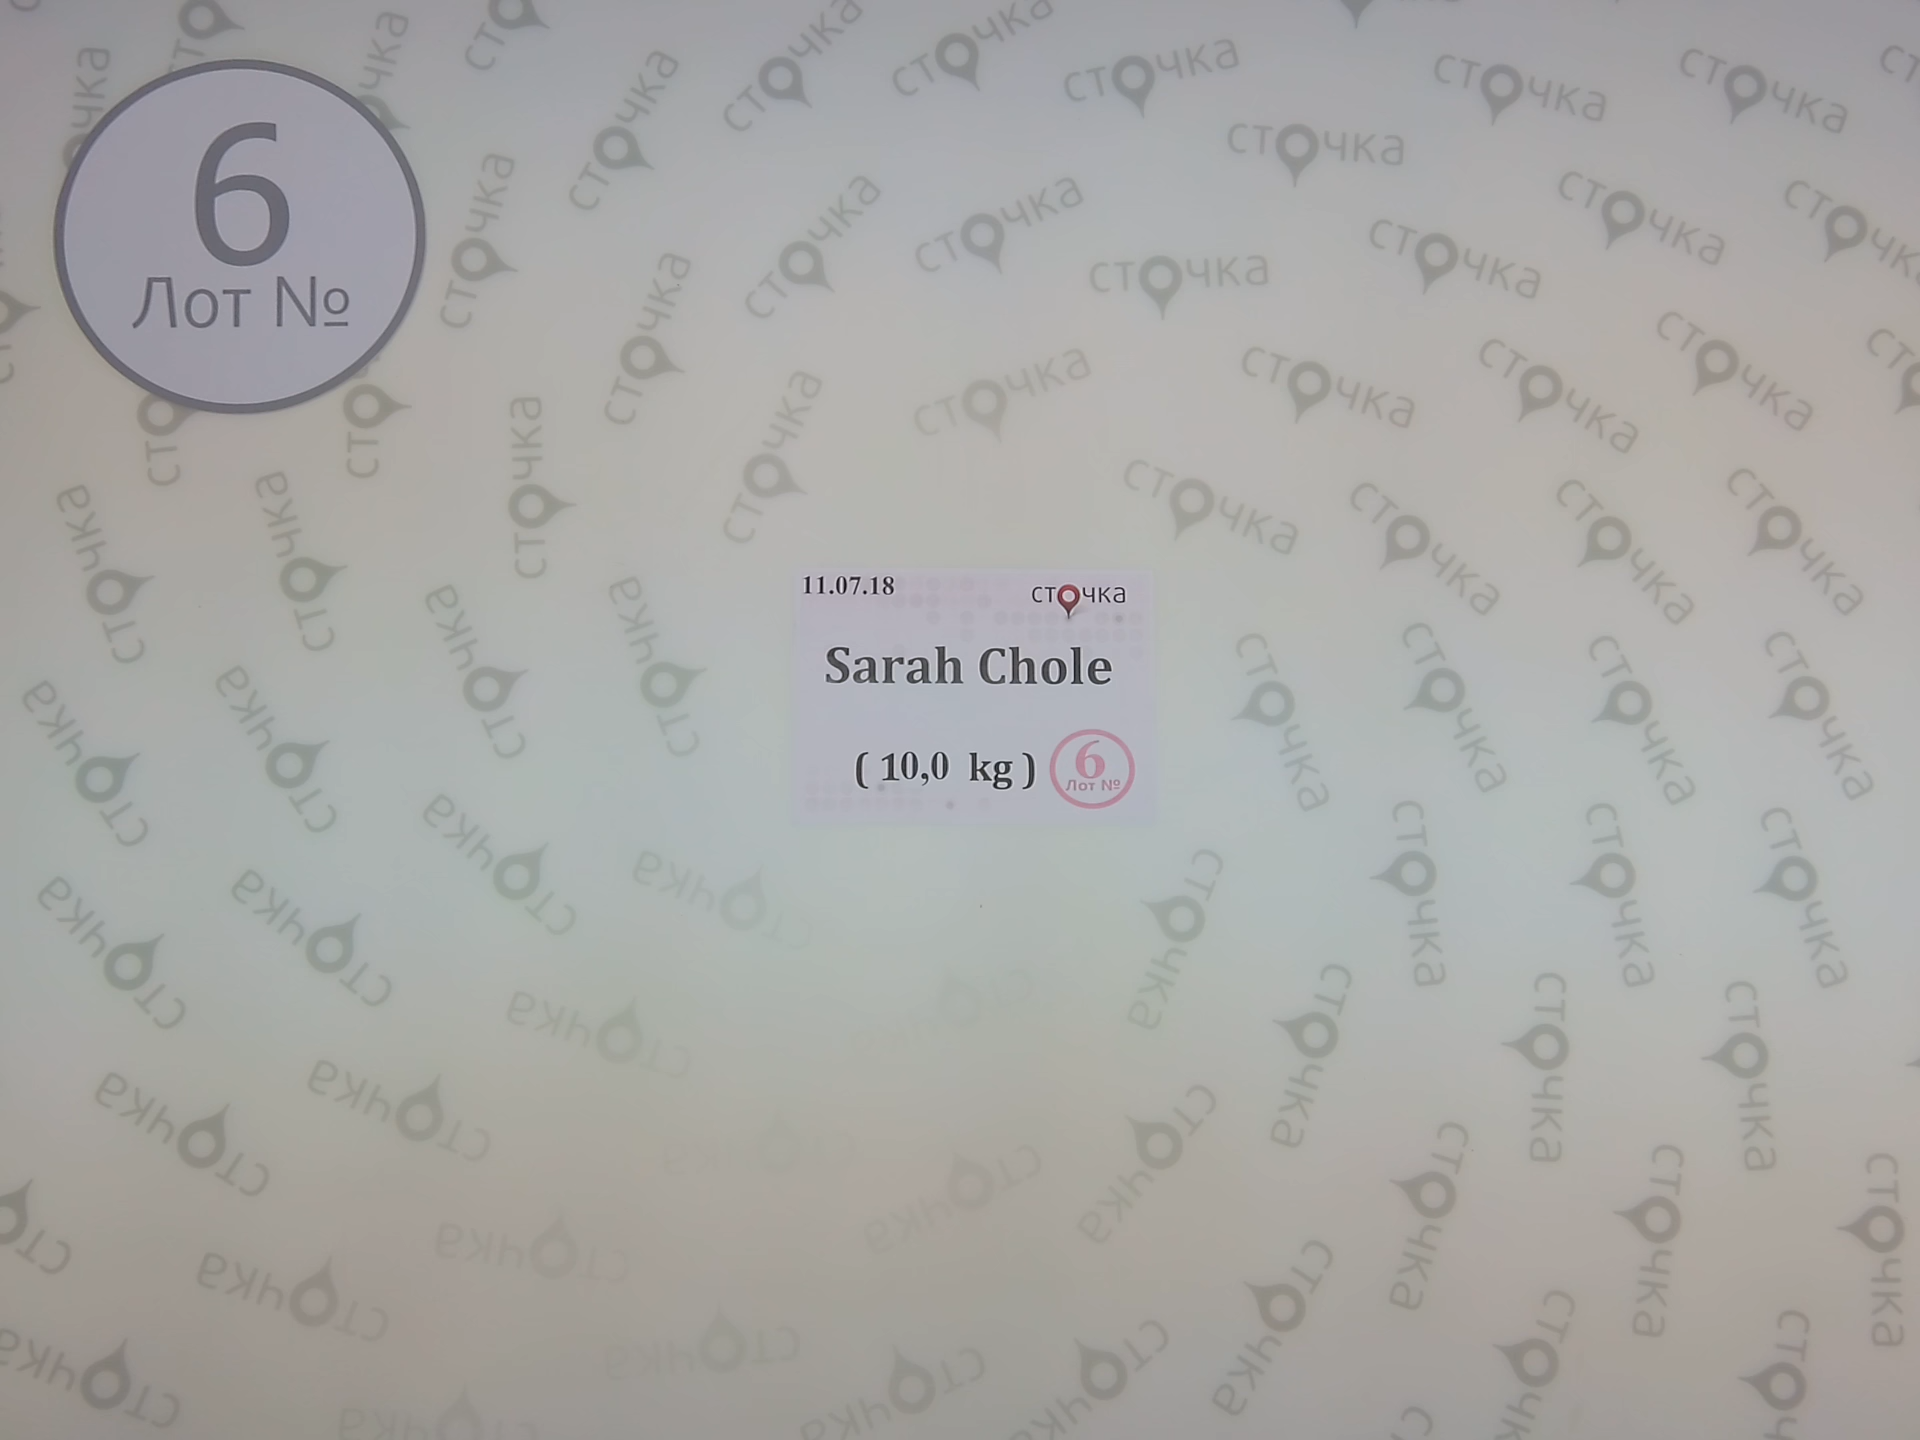 6
Лот №
11.07.18
сточка
Sarah Chole
( 10,0 kg )
6
Лот №